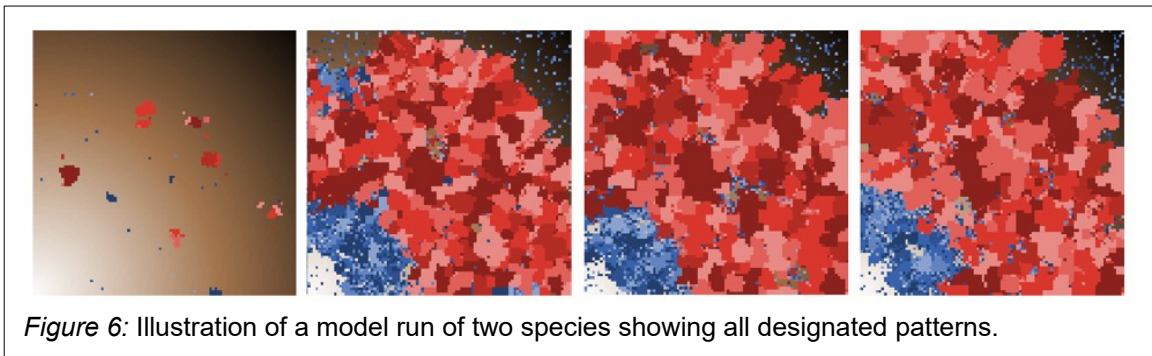 Figure 6: Illustration of a model run of two species showing all designated patterns.